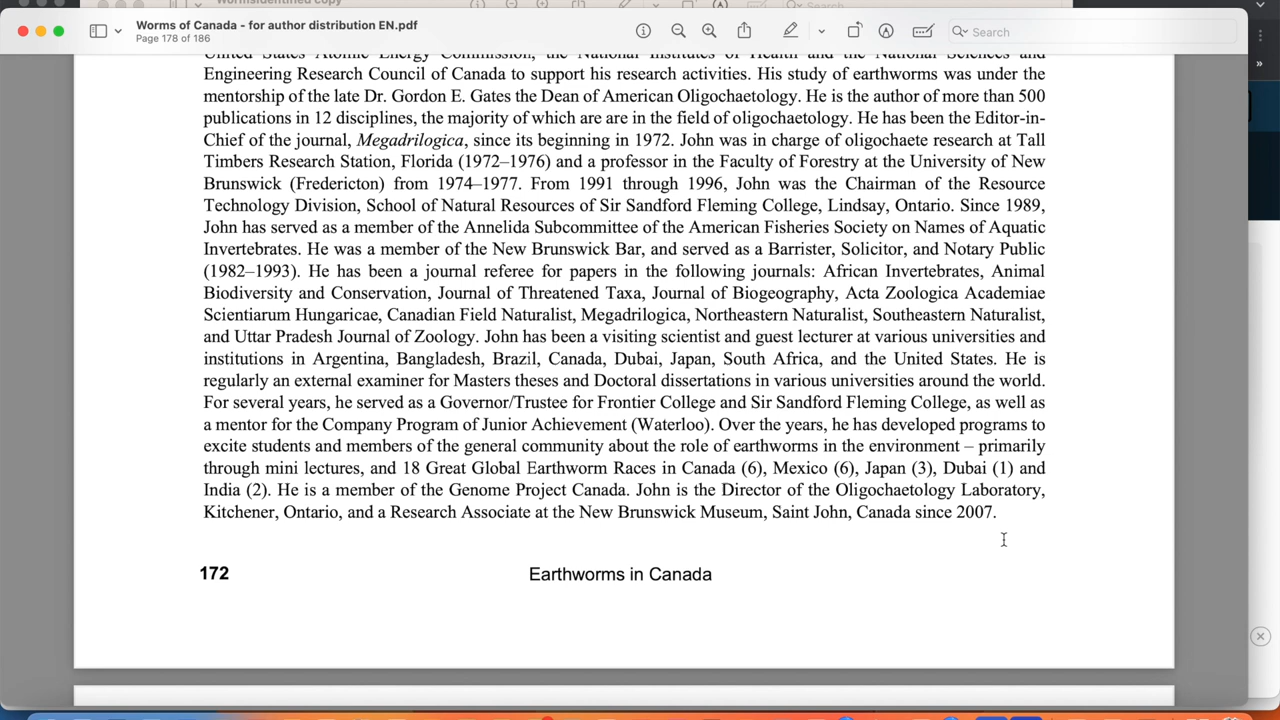 Wormsidentified copy
Search
Worms of Canada - for author distribution EN.pdf
Page 178 of 186
Search
United States Atomic Energy Commission, the National Institutes of Health and the National Sciences and
Engineering Research Council of Canada to support his research activities. His study of earthworms was under the
mentorship of the late Dr. Gordon E. Gates the Dean of American Oligochaetology. He is the author of more than 500
publications in 12 disciplines, the majority of which are are in the field of oligochaetology. He has been the Editor-in-
Chief of the journal, Megadrilogica, since its beginning in 1972. John was in charge of oligochaete research at Tall
Timbers Research Station, Florida (1972–1976) and a professor in the Faculty of Forestry at the University of New
Brunswick (Fredericton) from 1974–1977. From 1991 through 1996, John was the Chairman of the Resource
Technology Division, School of Natural Resources of Sir Sandford Fleming College, Lindsay, Ontario. Since 1989,
John has served as a member of the Annelida Subcommittee of the American Fisheries Society on Names of Aquatic
Invertebrates. He was a member of the New Brunswick Bar, and served as a Barrister, Solicitor, and Notary Public
(1982–1993). He has been a journal referee for papers in the following journals: African Invertebrates, Animal
Biodiversity and Conservation, Journal of Threatened Taxa, Journal of Biogeography, Acta Zoologica Academiae
Scientiarum Hungaricae, Canadian Field Naturalist, Megadrilogica, Northeastern Naturalist, Southeastern Naturalist,
and Uttar Pradesh Journal of Zoology. John has been a visiting scientist and guest lecturer at various universities and
institutions in Argentina, Bangladesh, Brazil, Canada, Dubai, Japan, South Africa, and the United States. He is
regularly an external examiner for Masters theses and Doctoral dissertations in various universities around the world.
For several years, he served as a Governor/Trustee for Frontier College and Sir Sandford Fleming College, as well as
a mentor for the Company Program of Junior Achievement (Waterloo). Over the years, he has developed programs to
excite students and members of the general community about the role of earthworms in the environment – primarily
through mini lectures, and 18 Great Global Earthworm Races in Canada (6), Mexico (6), Japan (3), Dubai (1) and
India (2). He is a member of the Genome Project Canada. John is the Director of the Oligochaetology Laboratory,
Kitchener, Ontario, and a Research Associate at the New Brunswick Museum, Saint John, Canada since 2007.
172
Earthworms in Canada